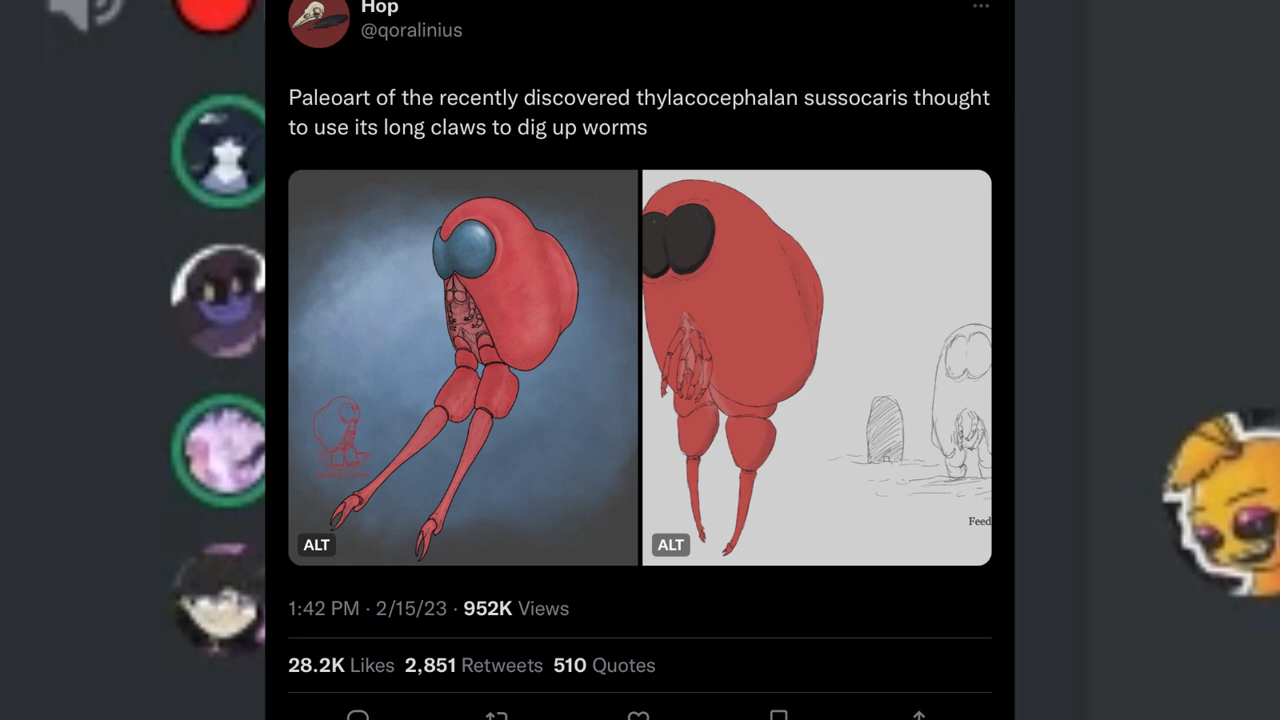 Hop
@qoralinius
Paleoart of the recently discovered thylacocephalan sussocaris thought
to use its long claws to dig up worms
ALT
ALT
Feed
1:42 PM · 2/15/23 · 952K Views
28.2K Likes 2,851 Retweets 510 Quotes